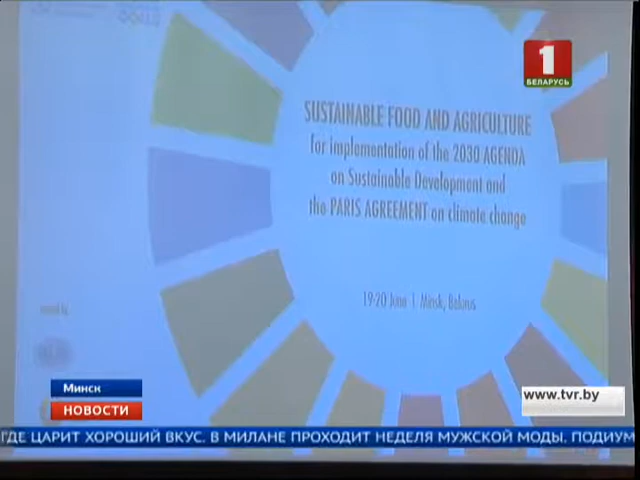 1
БЕЛАРУСЬ
SUSTAINABLE FOOD AND AGRICULTURE
for implementation of the 2030 AGENDA
on Sustainable Development and
the PARIS AGREEMENT on climate change
19-20 June | Minsk, Belarus
Минск
НОВОСТИ
www.tvr.by
ГДЕ ЦАРИТ ХОРОШИЙ ВКУС. В МИЛАНЕ ПРОХОДИТ НЕДЕЛЯ МУЖСКОЙ МОДЫ. ПОДИУМ